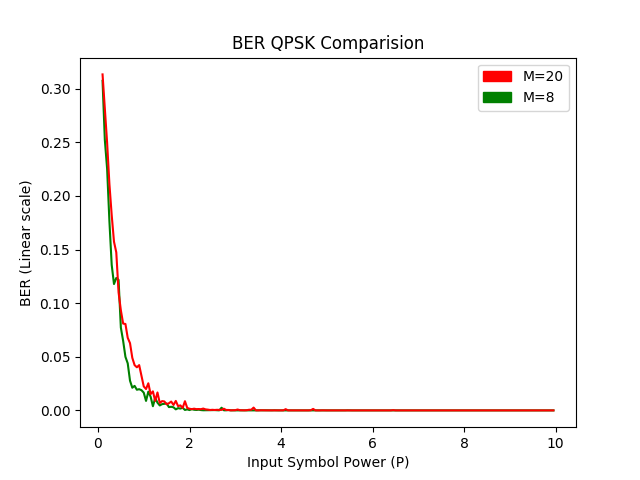 BER QPSK Comparision
M=20
M=8
BER (Linear scale)
0.30
0.25
0.20
0.15
0.10
0.05
0.00
0 2 4 6 8 10
Input Symbol Power (P)